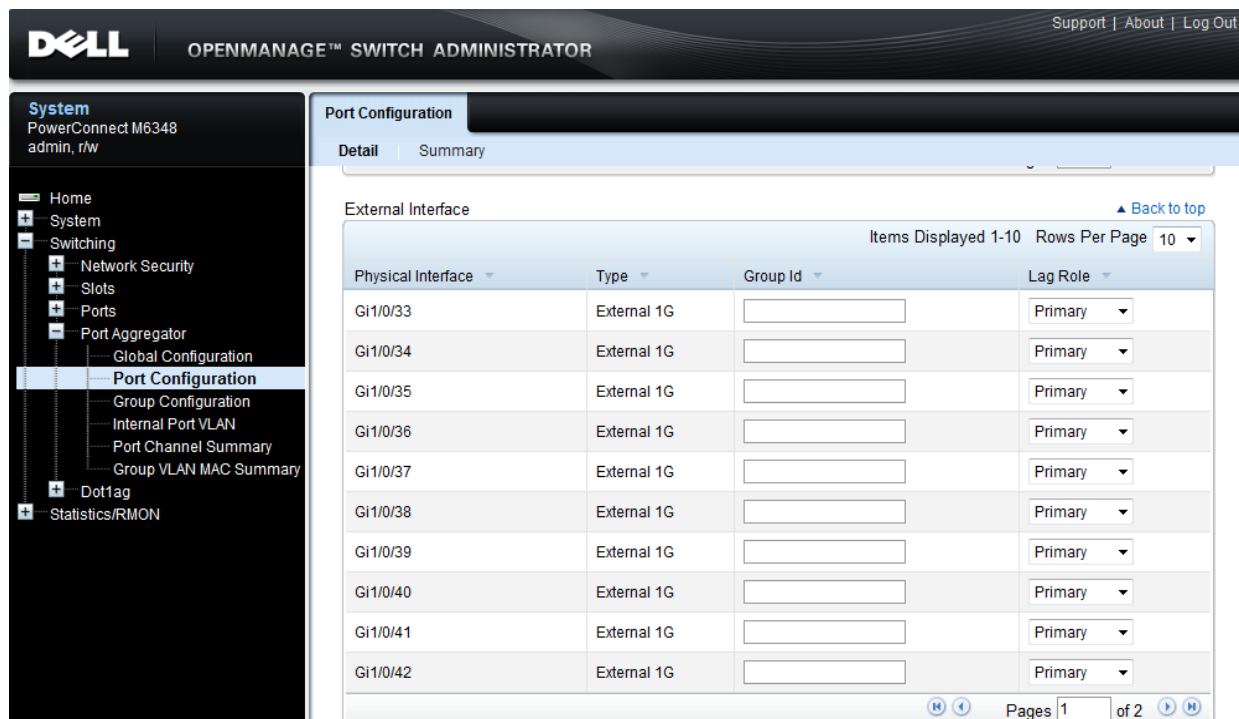 Support | About | Log Out
DELL
OPENMANAGE™ SWITCH ADMINISTRATOR
System
PowerConnect M6348
admin, r/w
Home
System
Switching
Network Security
Slots
Ports
Port Aggregator
Global Configuration
Port Configuration
Group Configuration
Internal Port VLAN
Port Channel Summary
Group VLAN MAC Summary
Dot1ag
Statistics/RMON
Port Configuration
Detail Summary
External Interface ▲ Back to top
Items Displayed 1-10 Rows Per Page 10
Physical Interface Type Group Id Lag Role
Gi1/0/33 External 1G Primary
Gi1/0/34 External 1G Primary
Gi1/0/35 External 1G Primary
Gi1/0/36 External 1G Primary
Gi1/0/37 External 1G Primary
Gi1/0/38 External 1G Primary
Gi1/0/39 External 1G Primary
Gi1/0/40 External 1G Primary
Gi1/0/41 External 1G Primary
Gi1/0/42 External 1G Primary
Pages 1 of 2